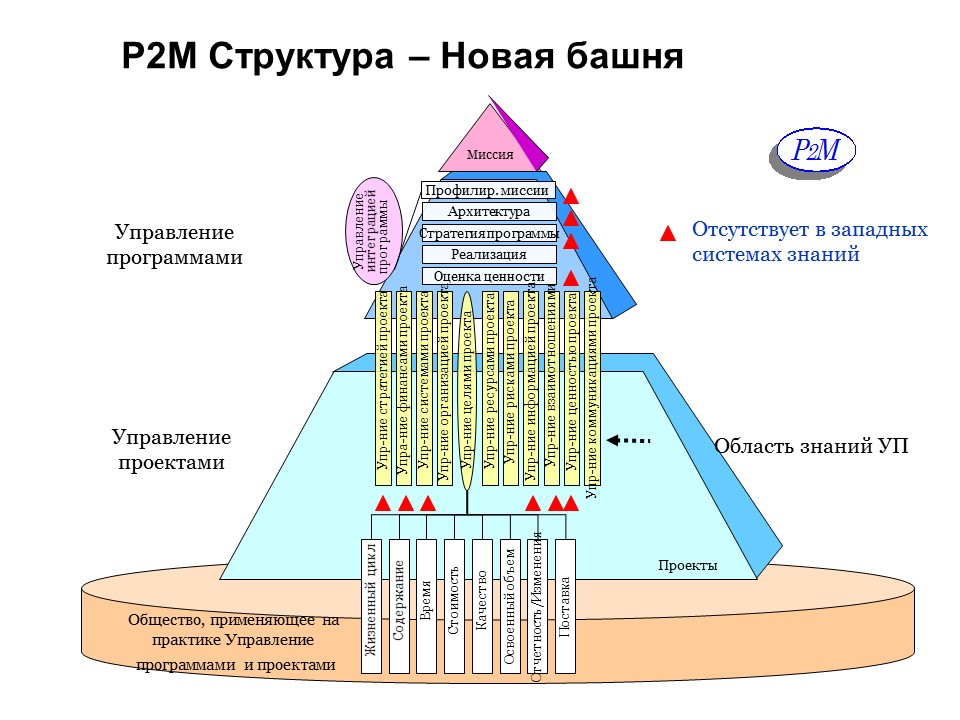 P2M Структура – Новая башня
Миссия
P2M
Профилир. миссии
Архитектура
Стратегия программы
Реализация
Оценка ценности
Управление
интеграцией
программы
Управление
программами
Отсутствует в западных
системах знаний
Упр-ние стратегией проекта
Упра-ние финансами проекта
Упр-ние системами проекта
Упр-ние организацией проекта
Упр-ние целями проекта
Упр-ние ресурсами проекта
Упр-ние рисками проекта
Упр-ние информацией проекта
Упр-ние взаимотношениями
Упр-ние ценностью проекта
Упр-ние коммуникациями проекта
Управление
проектами
Область знаний УП
Жизненный цикл
Содержание
Время
Стоимость
Качество
Освоенный объем
Отчетность/Изменения
Поставка
Проекты
Общество, применяющее на
практике Управление
программами и проектами